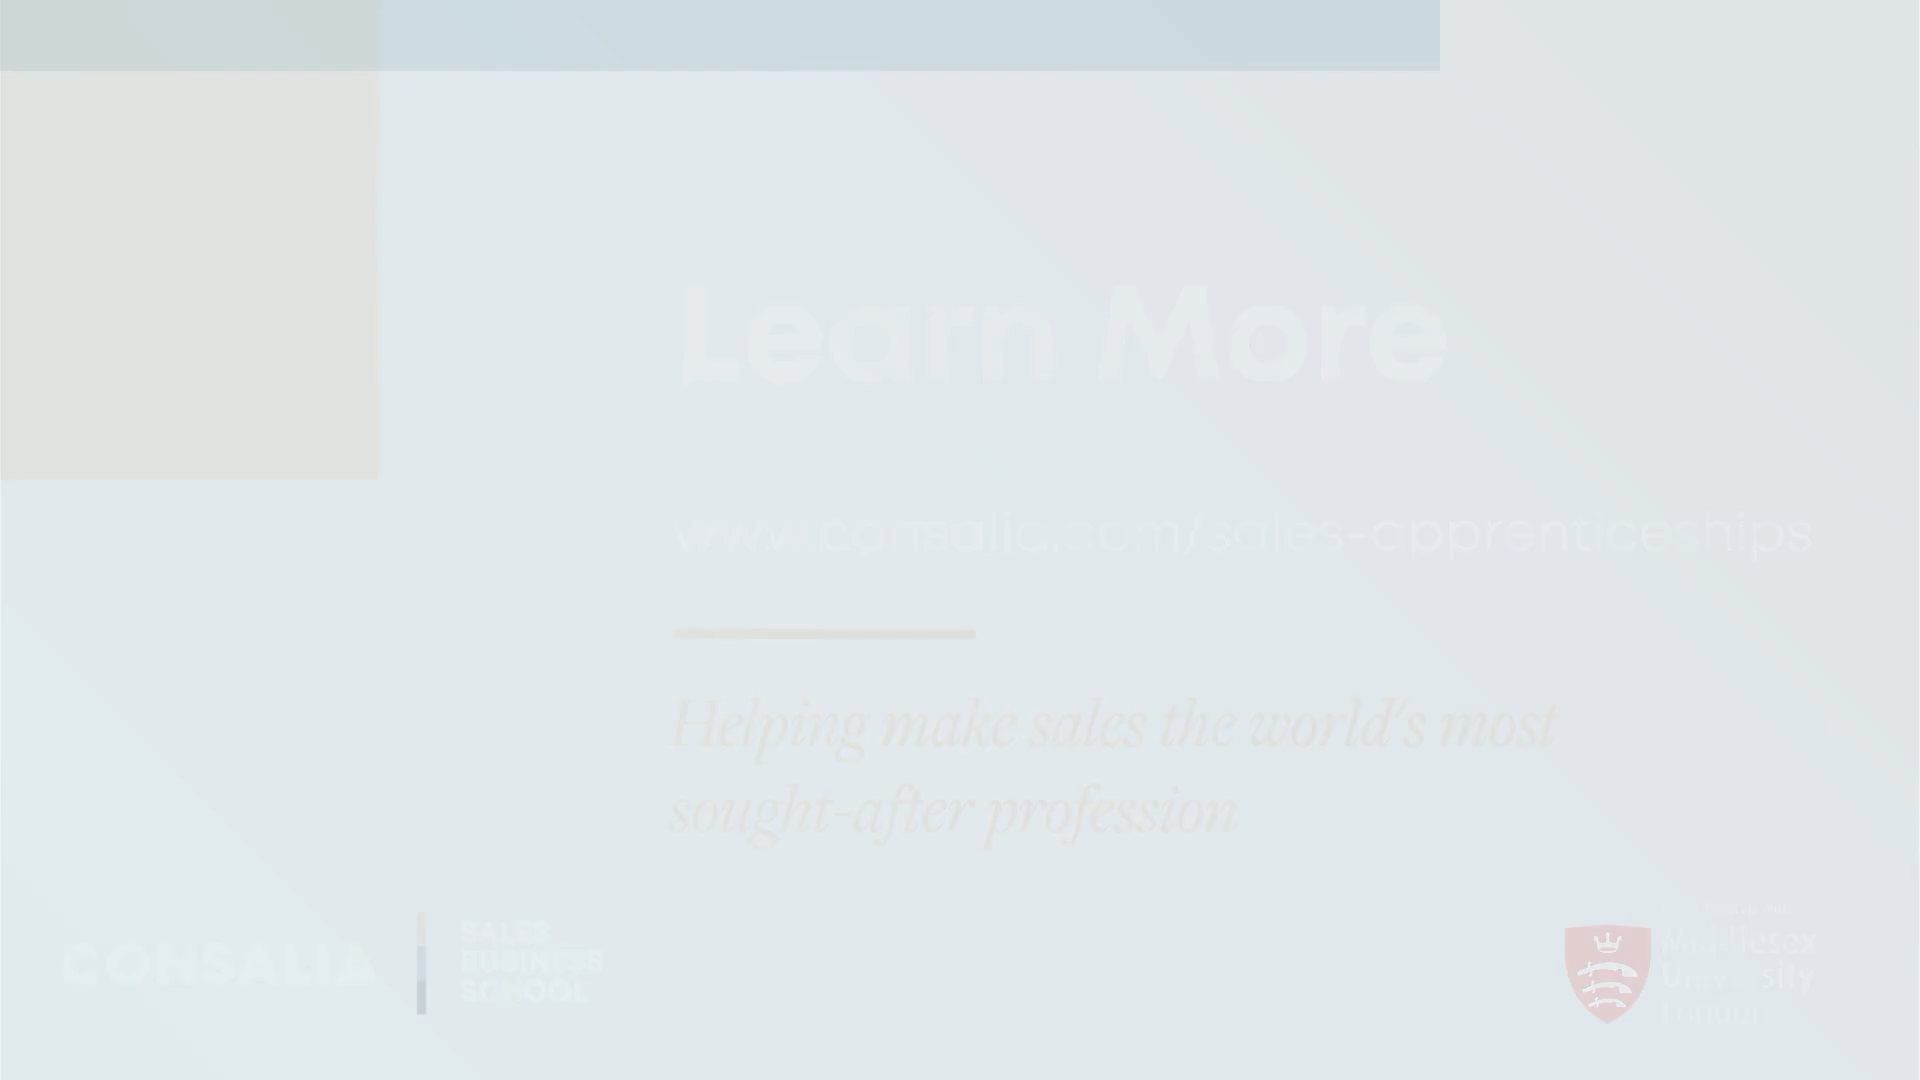 Learn More
www.consalia.com/sales-apprenticeships
Helping make sales the world's most
sought-after profession
CONSALIA
SALES
BUSINESS
SCHOOL
Middlesex
University
London